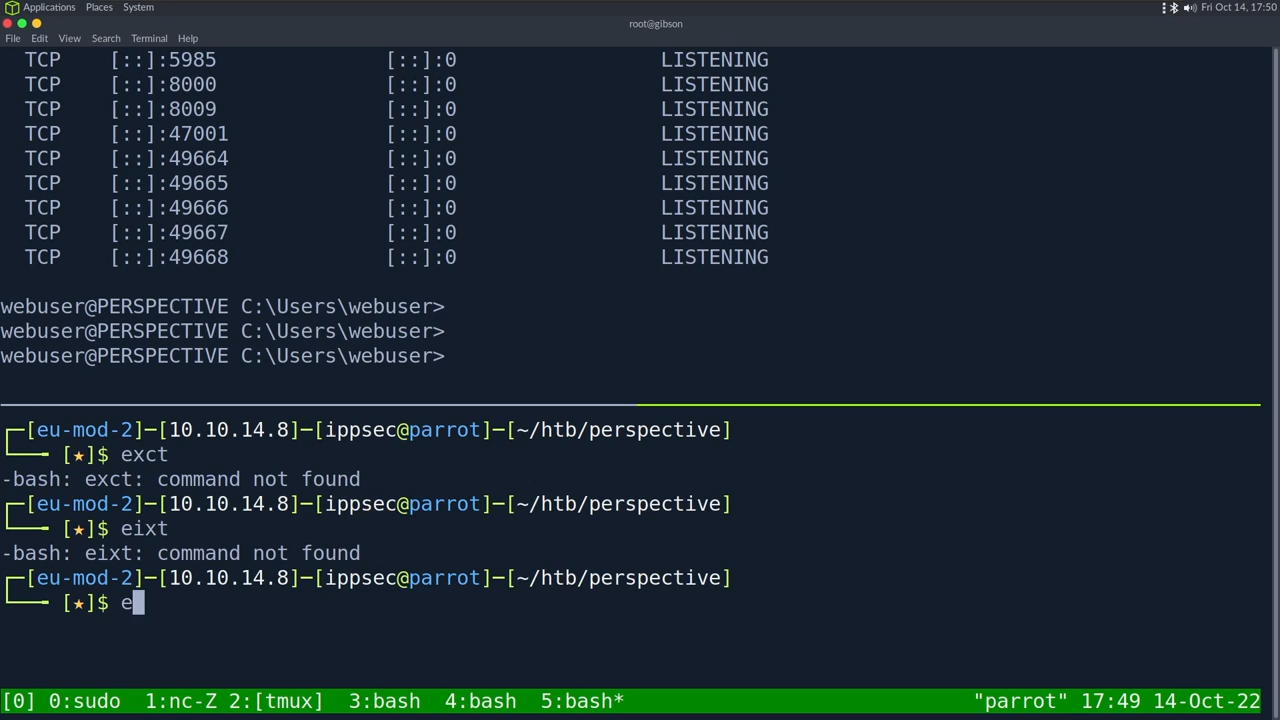 Applications Places System Fri Oct 14, 17:50
root@gibson
File Edit View Search Terminal Help
TCP [::]:5985 [::]:0 LISTENING
TCP [::]:8000 [::]:0 LISTENING
TCP [::]:8009 [::]:0 LISTENING
TCP [::]:47001 [::]:0 LISTENING
TCP [::]:49664 [::]:0 LISTENING
TCP [::]:49665 [::]:0 LISTENING
TCP [::]:49666 [::]:0 LISTENING
TCP [::]:49667 [::]:0 LISTENING
TCP [::]:49668 [::]:0 LISTENING
webuser@PERSPECTIVE C:\Users\webuser>
webuser@PERSPECTIVE C:\Users\webuser>
webuser@PERSPECTIVE C:\Users\webuser>
┌─[eu-mod-2]─[10.10.14.8]─[ippsec@parrot]─[~/htb/perspective]
└──╼ [★]$ exct
-bash: exct: command not found
┌─[eu-mod-2]─[10.10.14.8]─[ippsec@parrot]─[~/htb/perspective]
└──╼ [★]$ eixt
-bash: eixt: command not found
┌─[eu-mod-2]─[10.10.14.8]─[ippsec@parrot]─[~/htb/perspective]
└──╼ [★]$ e
[0] 0:sudo 1:nc-Z 2:[tmux] 3:bash 4:bash 5:bash* "parrot" 17:49 14-Oct-22